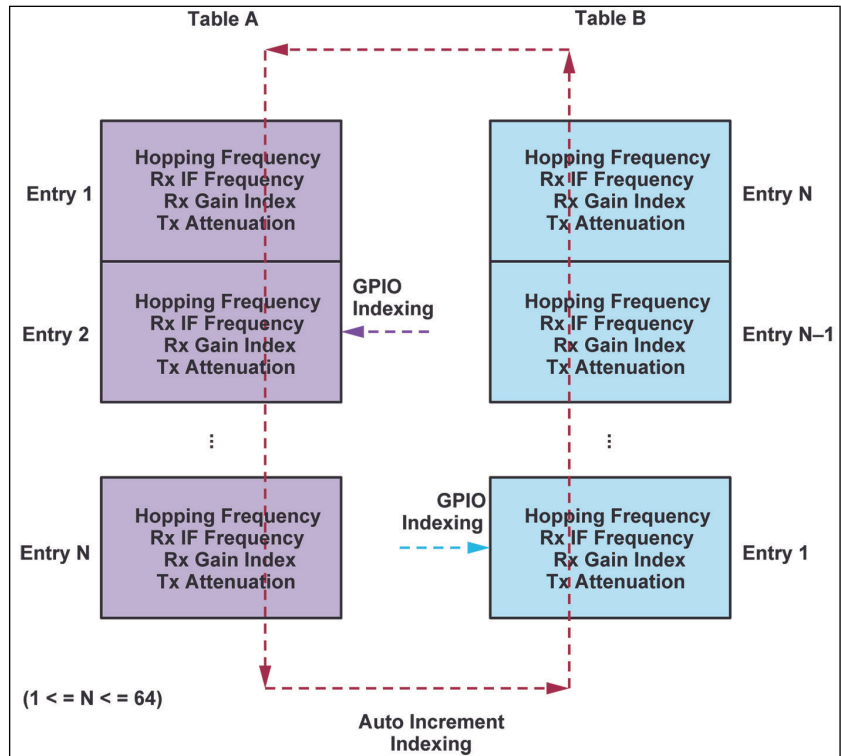 Table A
Table B
Entry 1
Hopping Frequency
Rx IF Frequency
Rx Gain Index
Tx Attenuation
Hopping Frequency
Rx IF Frequency
Rx Gain Index
Tx Attenuation
Entry N
Entry 2
Hopping Frequency
Rx IF Frequency
Rx Gain Index
Tx Attenuation
GPIO
Indexing
Hopping Frequency
Rx IF Frequency
Rx Gain Index
Tx Attenuation
Entry N–1
...
...
Entry N
Hopping Frequency
Rx IF Frequency
Rx Gain Index
Tx Attenuation
GPIO
Indexing
Hopping Frequency
Rx IF Frequency
Rx Gain Index
Tx Attenuation
Entry 1
(1 < = N < = 64)
Auto Increment
Indexing